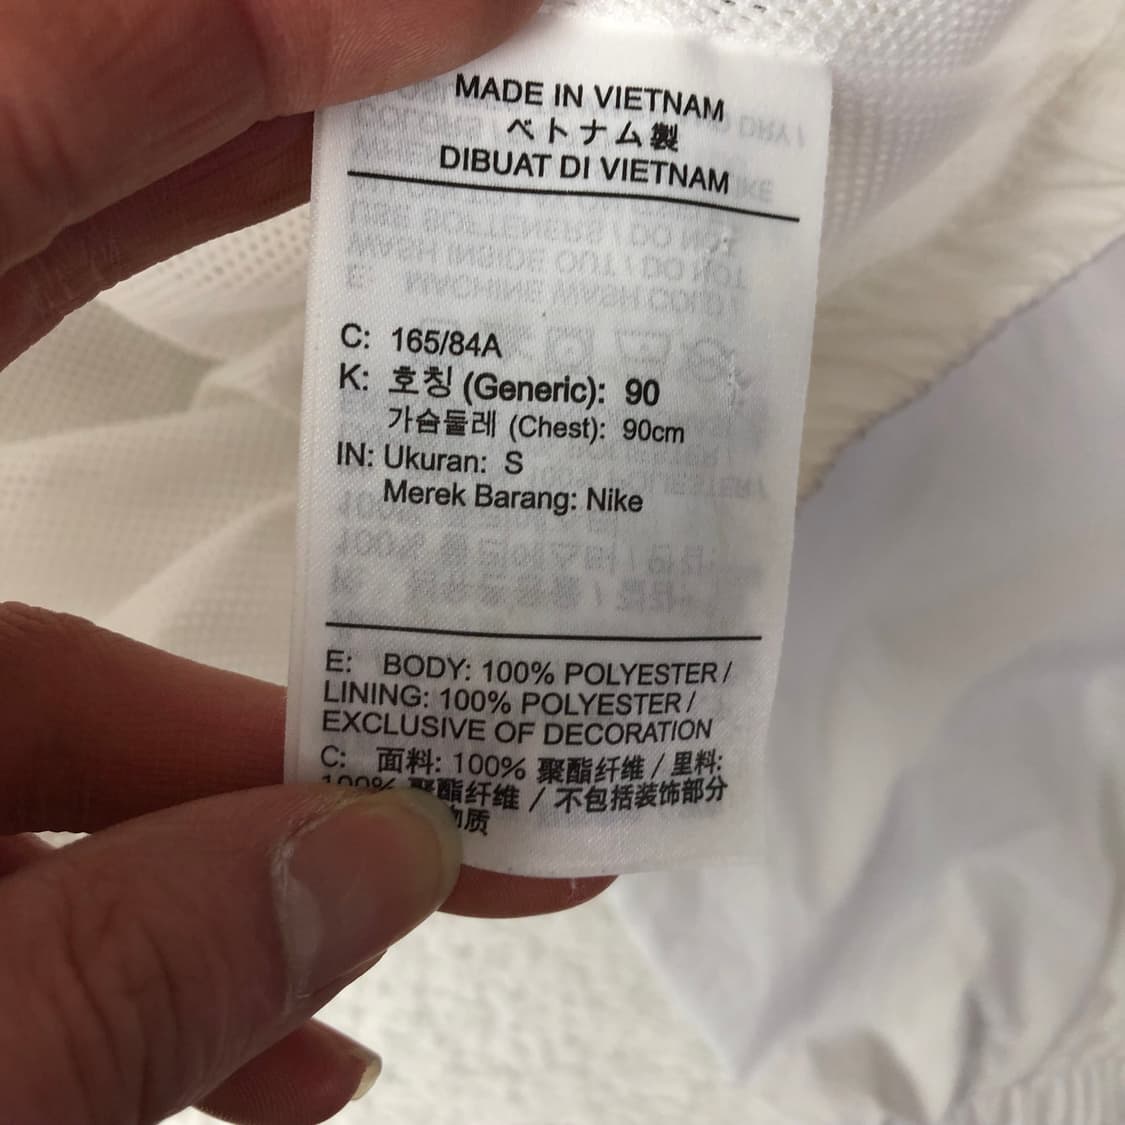 MADE IN VIETNAM
ベトナム製
DIBUAT DI VIETNAM
C: 165/84A
K: 호칭 (Generic): 90
가슴둘레 (Chest): 90cm
IN: Ukuran: S
Merek Barang: Nike
E: BODY: 100% POLYESTER /
LINING: 100% POLYESTER /
EXCLUSIVE OF DECORATION
C: 面料: 100% 聚酯纤维 / 里料:
100% 聚酯纤维 / 不包括装饰部分
物质